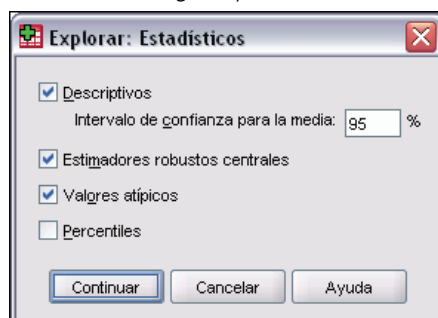 Explorar: Estadísticos
Descriptivos
Intervalo de confianza para la media: 95 %
Estimadores robustos centrales
Valores atípicos
Percentiles
Continuar Cancelar Ayuda